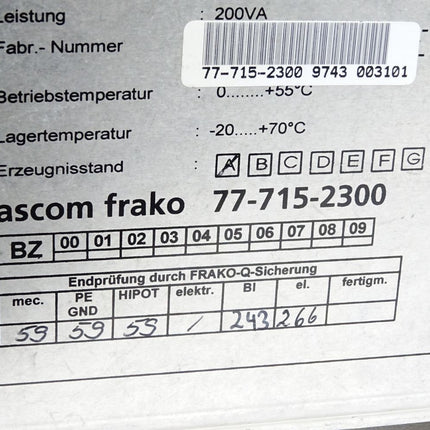 Leistung : 200VA
Fabr.- Nummer :
77-715-2300 9743 003101
Betriebstemperatur : 0........+55°C
Lagertemperatur : -20.....+70°C
Erzeugnisstand : A B C D E F G
ascom frako 77-715-2300
BZ 00 01 02 03 04 05 06 07 08 09
Endprüfung durch FRAKO-Q-Sicherung
mec. PE GND HIPOT elektr. BI el. fertigm.
59 59 59 / 243 266